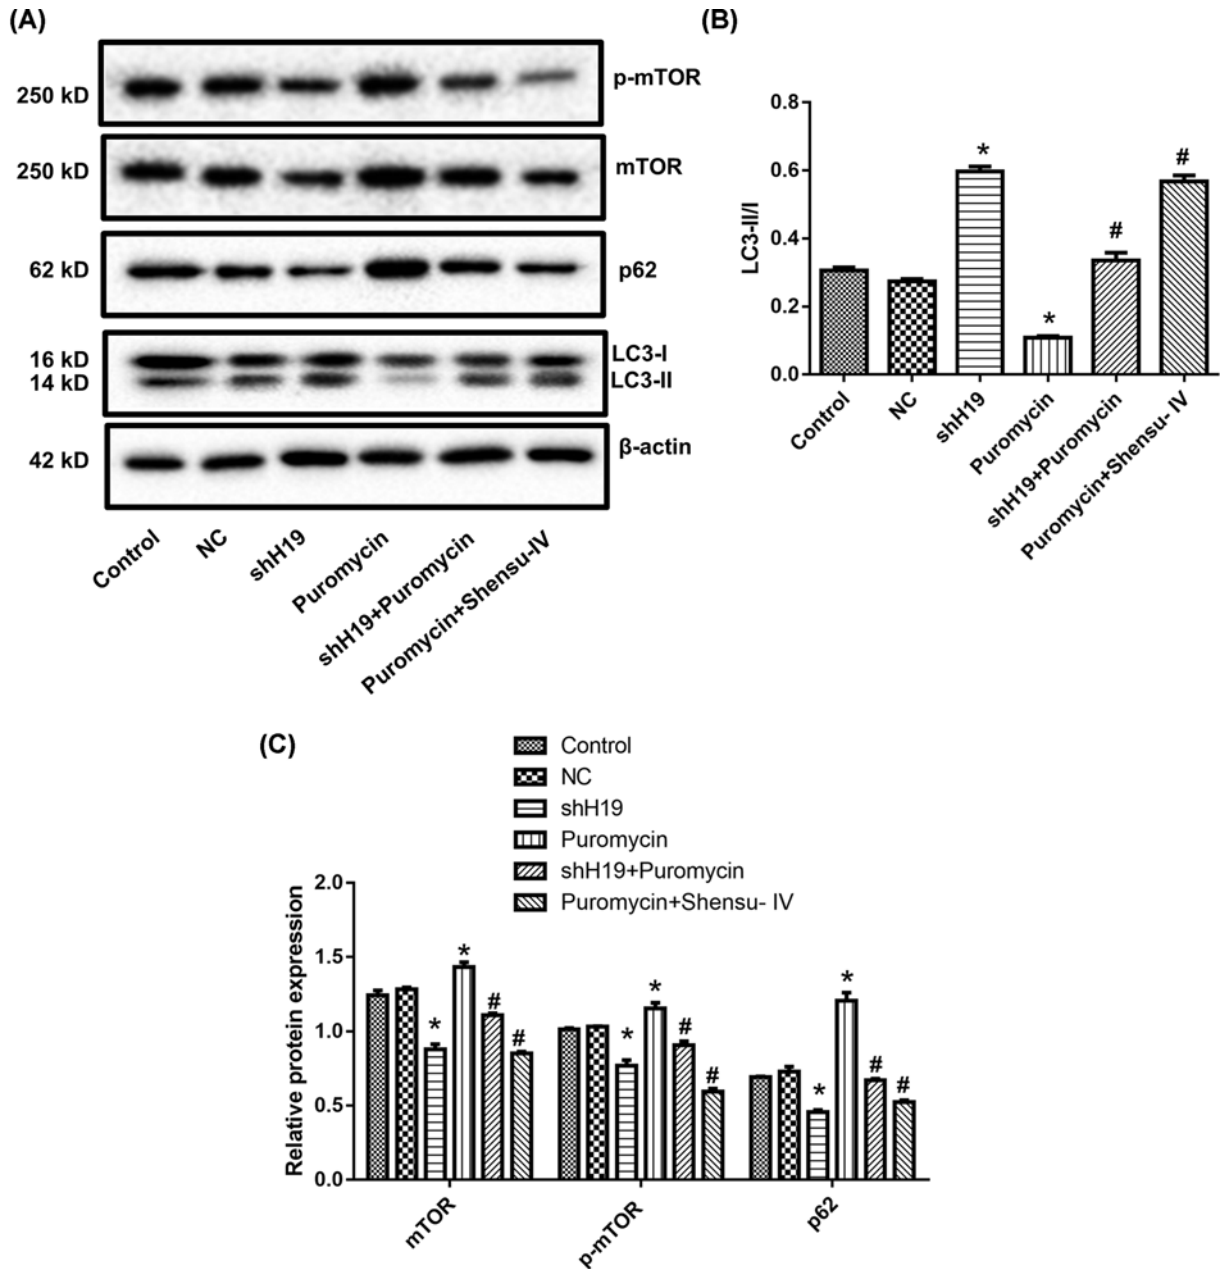 (A)
250 kD
p-mTOR
250 kD
mTOR
62 kD
p62
16 kD
LC3-I
14 kD
LC3-II
42 kD
β-actin
Control
NC
shH19
Puromycin
shH19+Puromycin
Puromycin+Shensu-IV
(B)
LC3-II/I
0.8
0.6
0.4
0.2
0.0
*
*
#
#
Control
NC
shH19
Puromycin
shH19+Puromycin
Puromycin+Shensu- IV
(C)
Control
NC
shH19
Puromycin
shH19+Puromycin
Puromycin+Shensu- IV
Relative protein expression
2.0
1.5
1.0
0.5
0.0
*
*
#
#
*
*
#
#
*
*
#
#
mTOR
p-mTOR
p62